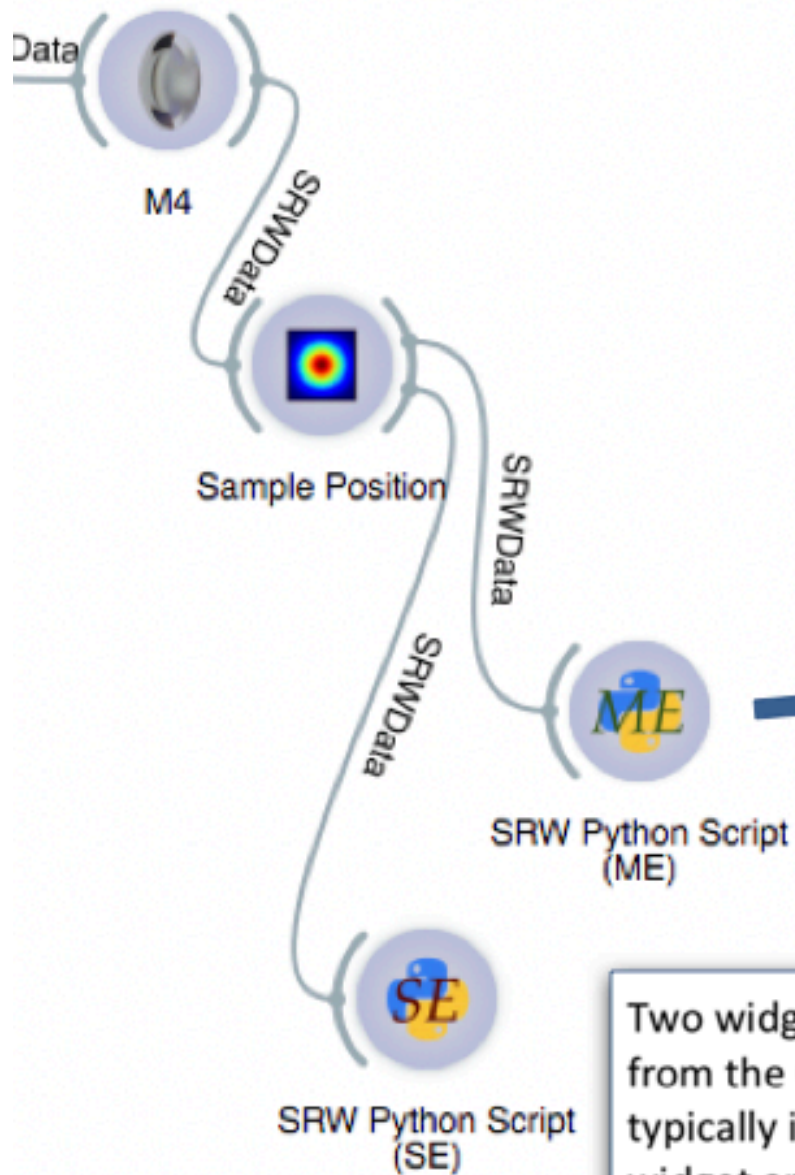 Data
M4
SRWData
Sample Position
SRWData
SRWData
ME
SRW Python Script
(ME)
SE
SRW Python Script
(SE)
Two widg
from the
typically i
widget